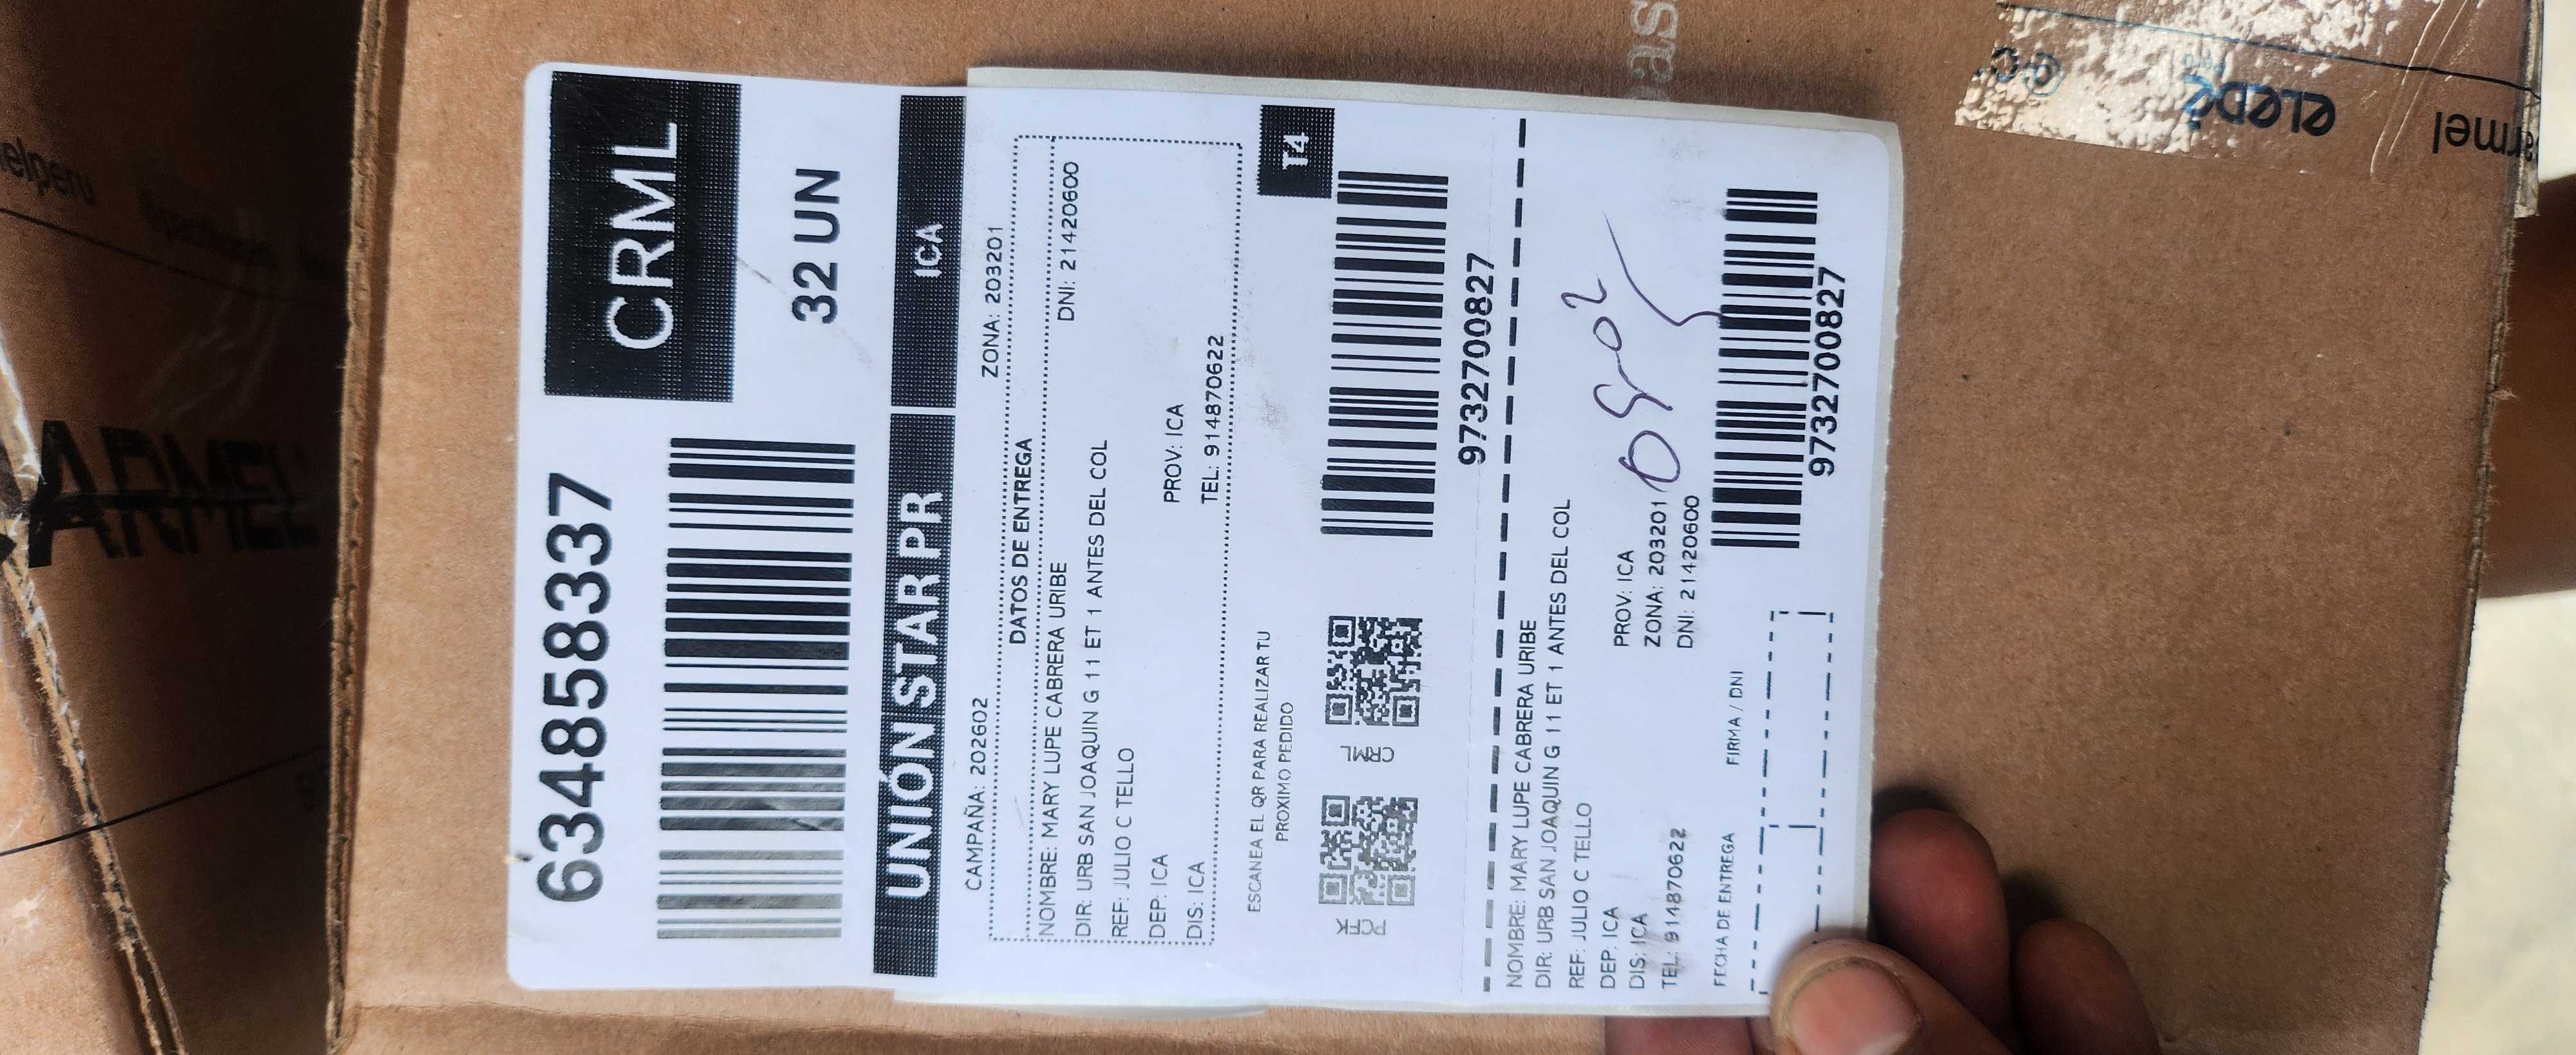 634858337
CRML
32 UN
UNIÓN STAR PR
ICA
CAMPAÑA: 202602
ZONA: 203201
DATOS DE ENTREGA
NOMBRE: MARY LUPE CABRERA URIBE
DNI: 21420600
DIR: URB SAN JOAQUIN G 11 ET 1 ANTES DEL COL
REF: JULIO C TELLO
DEP: ICA
PROV: ICA
DIS: ICA
TEL: 914870622
ESCANEA EL QR PARA REALIZAR TU
PROXIMO PEDIDO
T4
PCFK
CRML
9732700827
NOMBRE: MARY LUPE CABRERA URIBE
DIR: URB SAN JOAQUIN G 11 ET 1 ANTES DEL COL
REF: JULIO C TELLO
DEP: ICA
PROV: ICA
DIS: ICA
ZONA: 203201
TEL: 914870622
DNI: 21420600
FECHA DE ENTREGA
FIRMA / DNI
9732700827